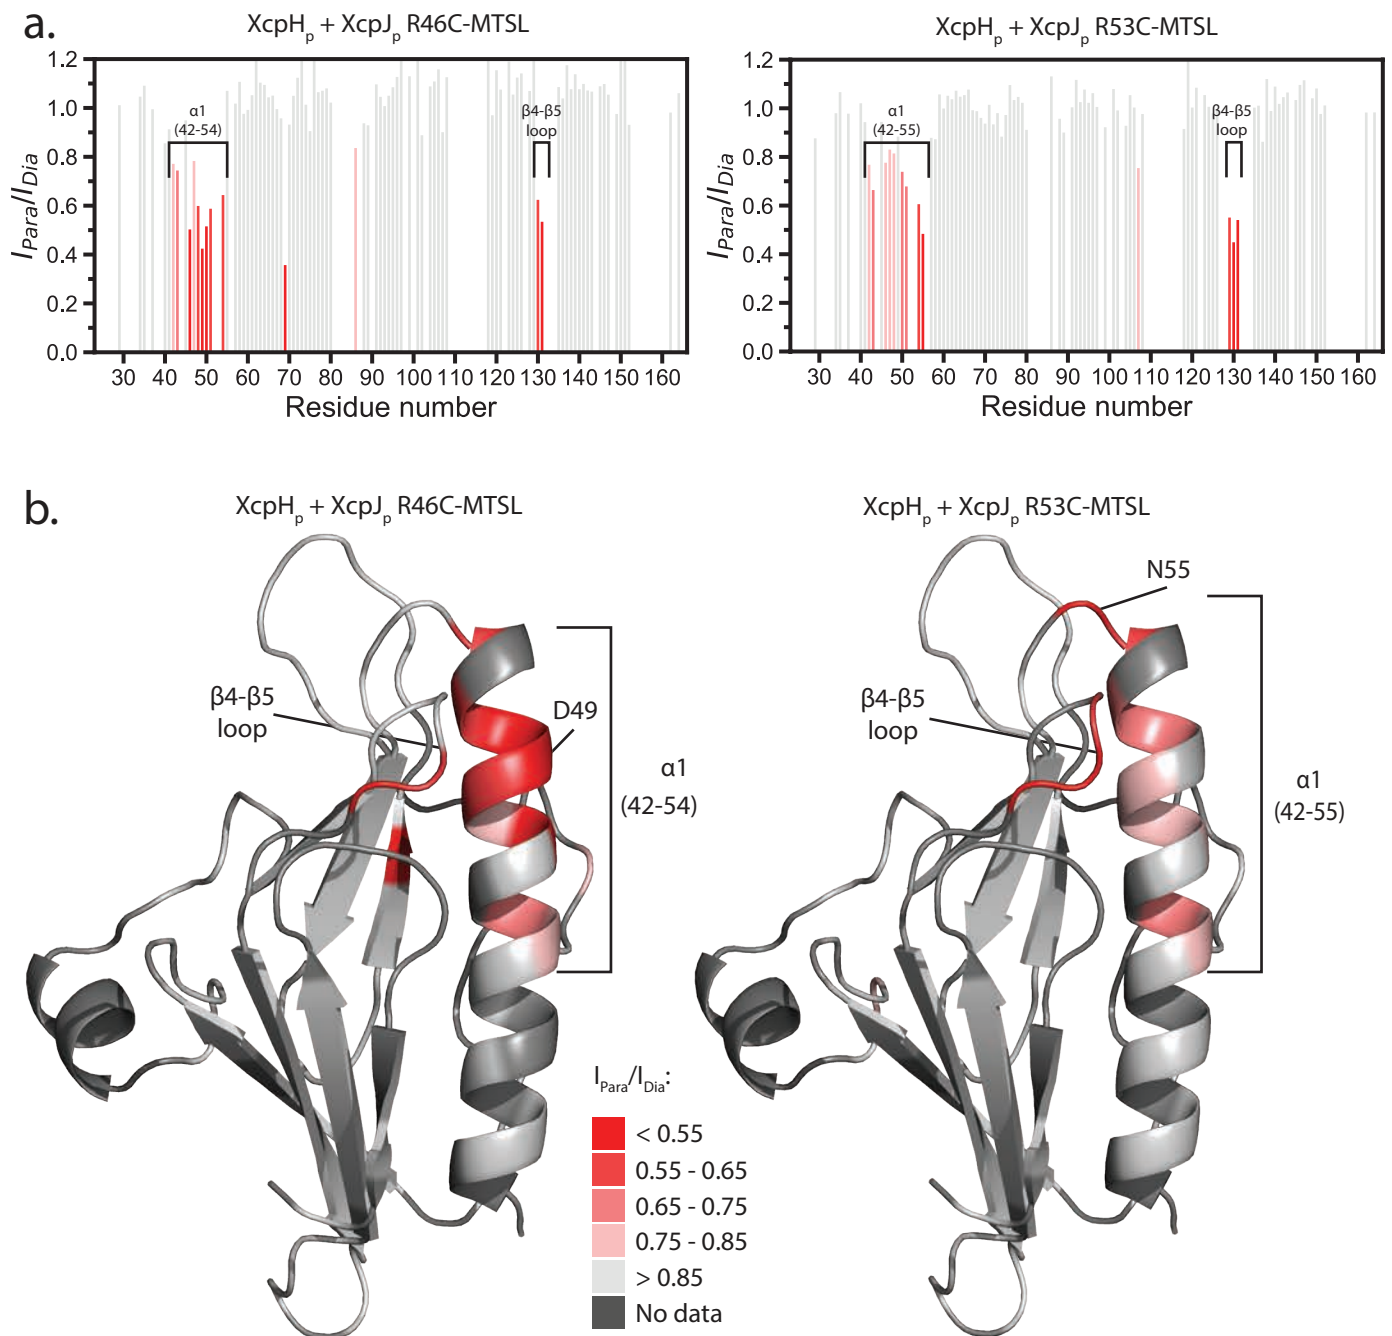 a.
XcpHp + XcpJp R46C-MTSL
XcpHp + XcpJp R53C-MTSL
IPara/IDia
1.2
1.0
0.8
0.6
0.4
0.2
0.0
α1
(42-54)
β4-β5
loop
30 40 50 60 70 80 90 100 110 120 130 140 150 160
Residue number
IPara/IDia
1.2
1.0
0.8
0.6
0.4
0.2
0.0
α1
(42-55)
β4-β5
loop
30 40 50 60 70 80 90 100 110 120 130 140 150 160
Residue number
b.
XcpHp + XcpJp R46C-MTSL
XcpHp + XcpJp R53C-MTSL
β4-β5
loop
D49
α1
(42-54)
N55
β4-β5
loop
α1
(42-55)
IPara/IDia:
< 0.55
0.55 - 0.65
0.65 - 0.75
0.75 - 0.85
> 0.85
No data